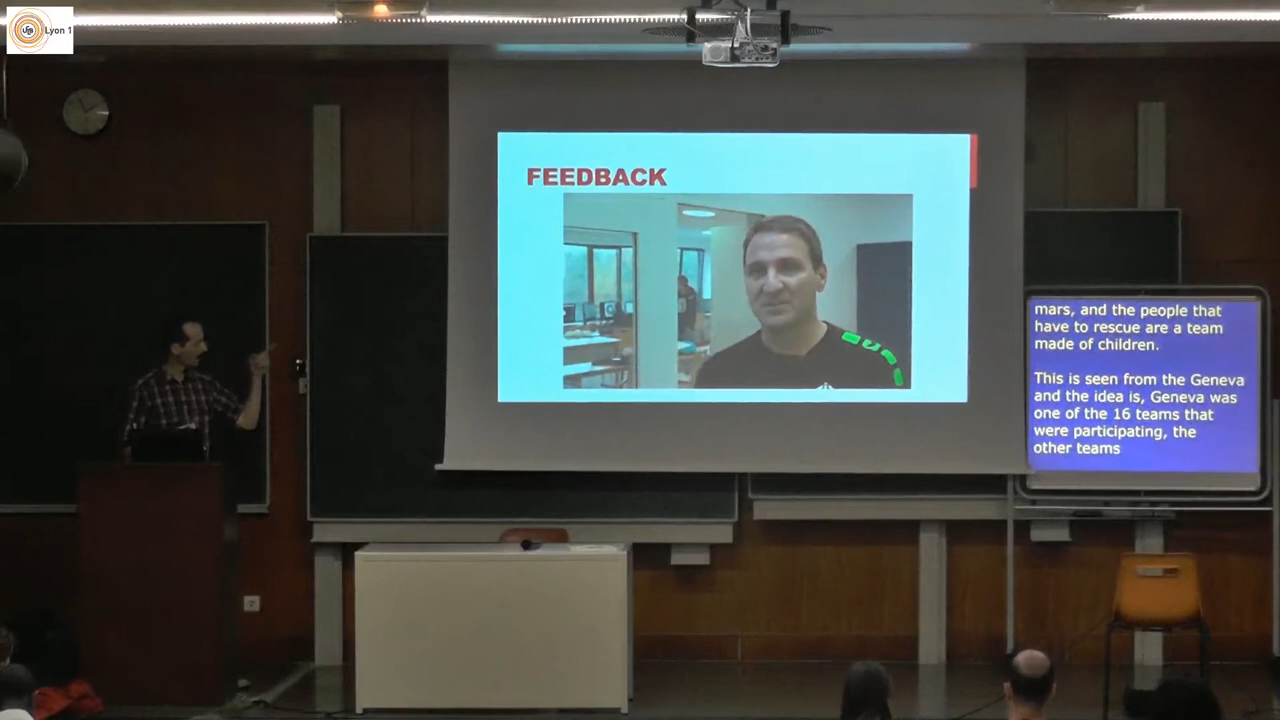 Lyon 1
FEEDBACK
mars, and the people that
have to rescue are a team
made of children.
This is seen from the Geneva
and the idea is, Geneva was
one of the 16 teams that
were participating, the
other teams